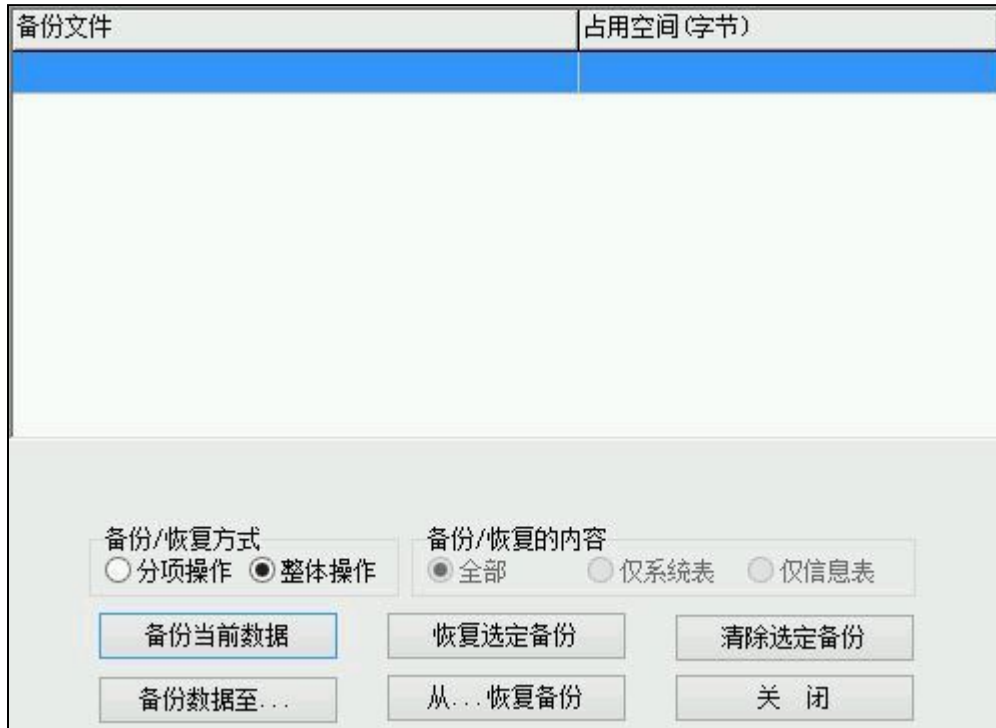 备份文件 占用空间(字节)
备份/恢复方式 备份/恢复的内容
分项操作 整体操作 全部 仅系统表 仅信息表
备份当前数据 恢复选定备份 清除选定备份
备份数据至... 从...恢复备份 关 闭